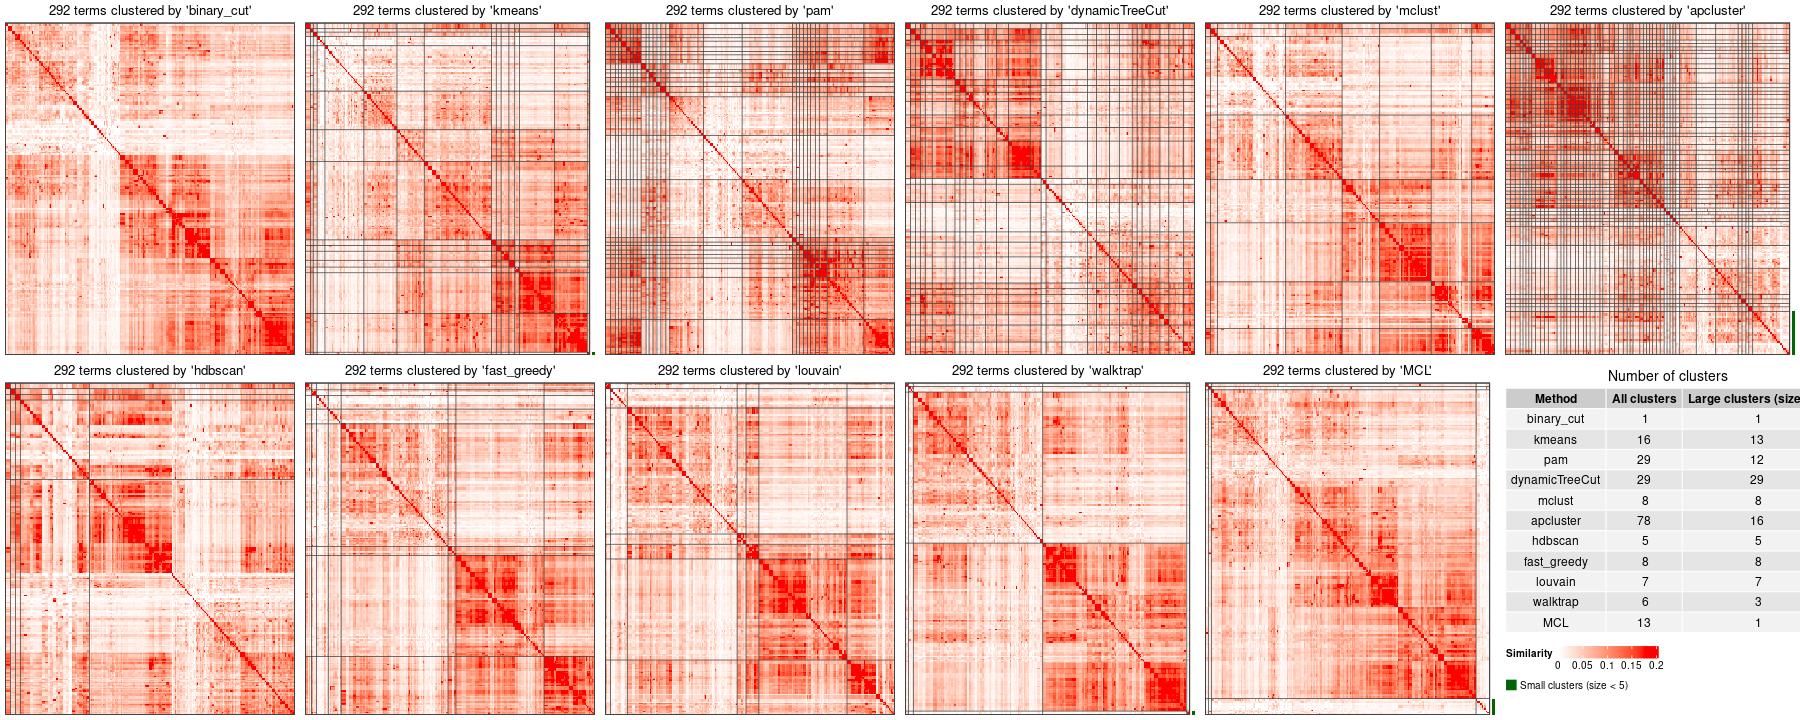 292 terms clustered by 'binary_cut'
292 terms clustered by 'kmeans'
292 terms clustered by 'pam'
292 terms clustered by 'dynamicTreeCut'
292 terms clustered by 'mclust'
292 terms clustered by 'apcluster'
292 terms clustered by 'hdbscan'
292 terms clustered by 'fast_greedy'
292 terms clustered by 'louvain'
292 terms clustered by 'walktrap'
292 terms clustered by 'MCL'
Number of clusters
Method All clusters Large clusters (size
binary_cut 1 1
kmeans 16 13
pam 29 12
dynamicTreeCut 29 29
mclust 8 8
apcluster 78 16
hdbscan 5 5
fast_greedy 8 8
louvain 7 7
walktrap 6 3
MCL 13 1
Similarity
0 0.05 0.1 0.15 0.2
Small clusters (size < 5)